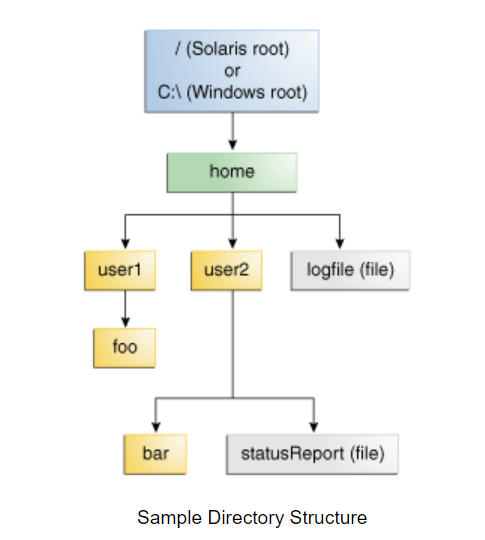 / (Solaris root)
or
C:\ (Windows root)
home
user1
user2
logfile (file)
foo
bar
statusReport (file)
Sample Directory Structure